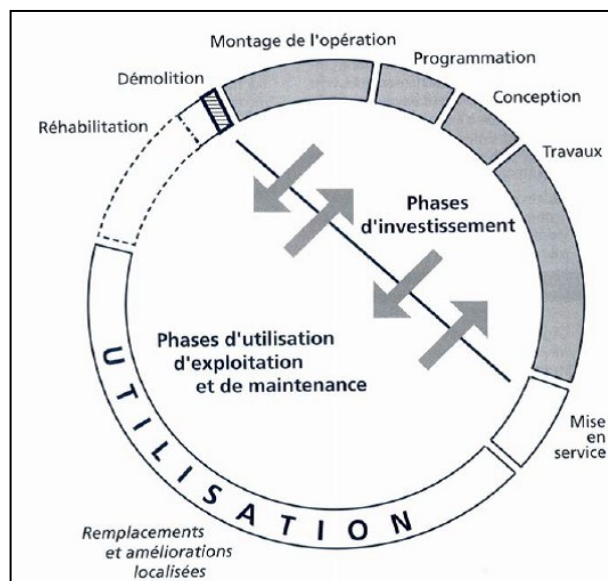 Montage de l'opération
Programmation
Démolition
Conception
Réhabilitation
Travaux
Phases
d'investissement
Phases d'utilisation
d'exploitation
et de maintenance
Mise
en
service
UTILISATION
Remplacements
et améliorations
localisées